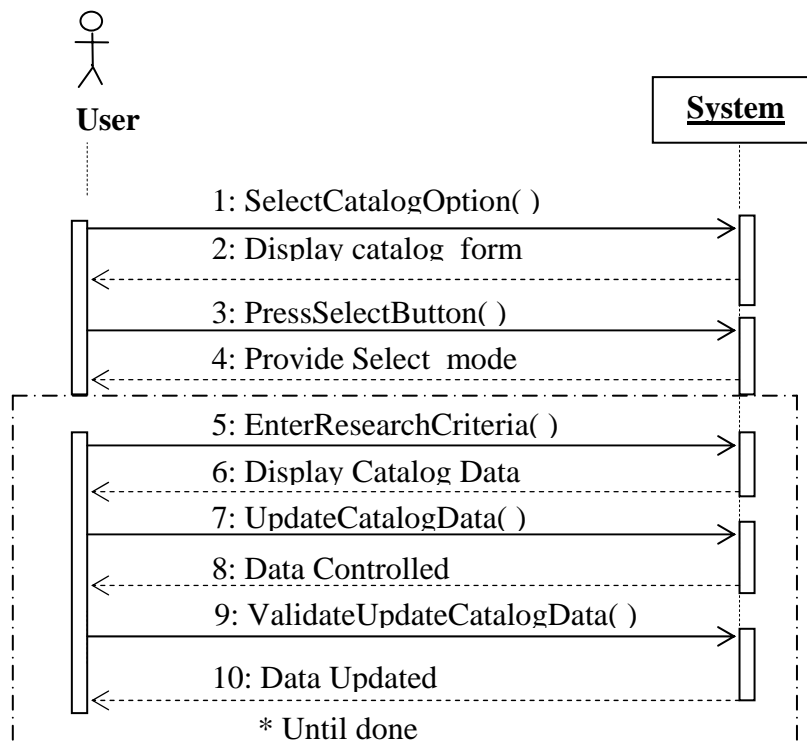 User
System
1: SelectCatalogOption( )
2: Display catalog form
3: PressSelectButton( )
4: Provide Select mode
5: EnterResearchCriteria( )
6: Display Catalog Data
7: UpdateCatalogData( )
8: Data Controlled
9: ValidateUpdateCatalogData( )
10: Data Updated
* Until done